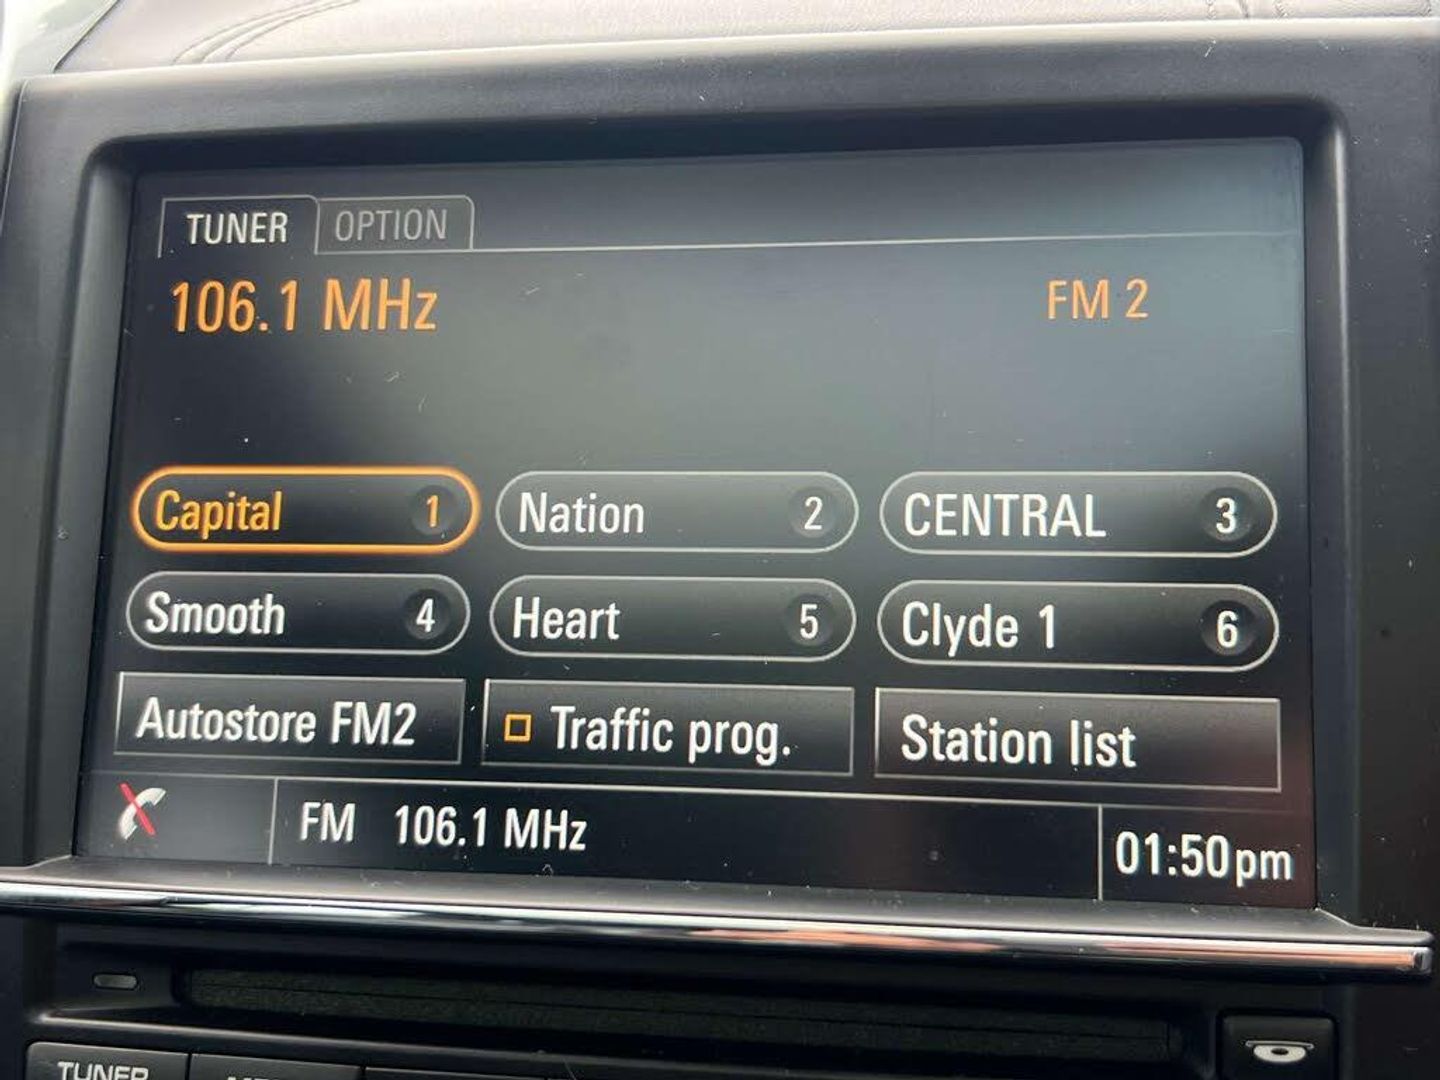 TUNER OPTION
106.1 MHz FM 2
Capital 1 Nation 2 CENTRAL 3
Smooth 4 Heart 5 Clyde 1 6
Autostore FM2 Traffic prog. Station list
FM 106.1 MHz 01:50pm
TUNER